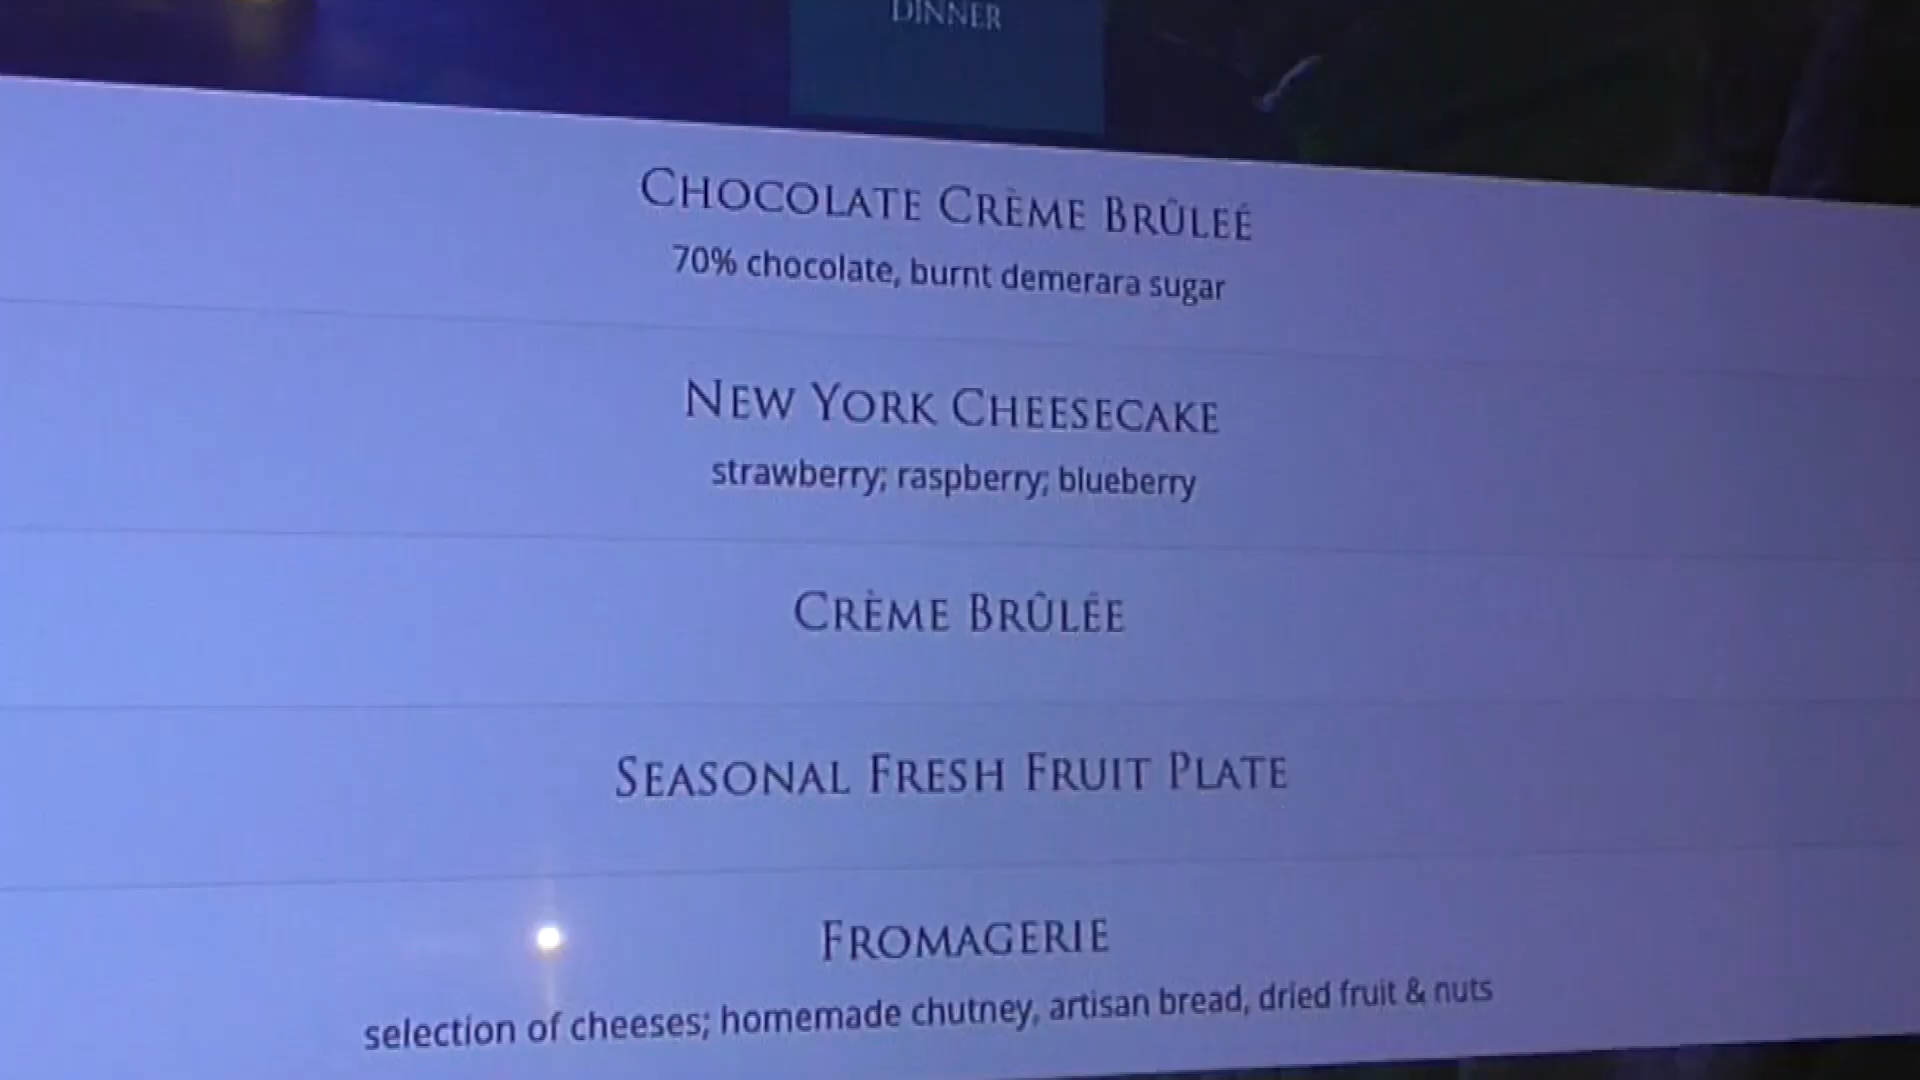 DINNER
CHOCOLATE CRÈME BRÛLEÉ
70% chocolate, burnt demerara sugar
NEW YORK CHEESECAKE
strawberry; raspberry; blueberry
CRÈME BRÛLÉE
SEASONAL FRESH FRUIT PLATE
FROMAGERIE
selection of cheeses; homemade chutney, artisan bread, dried fruit & nuts